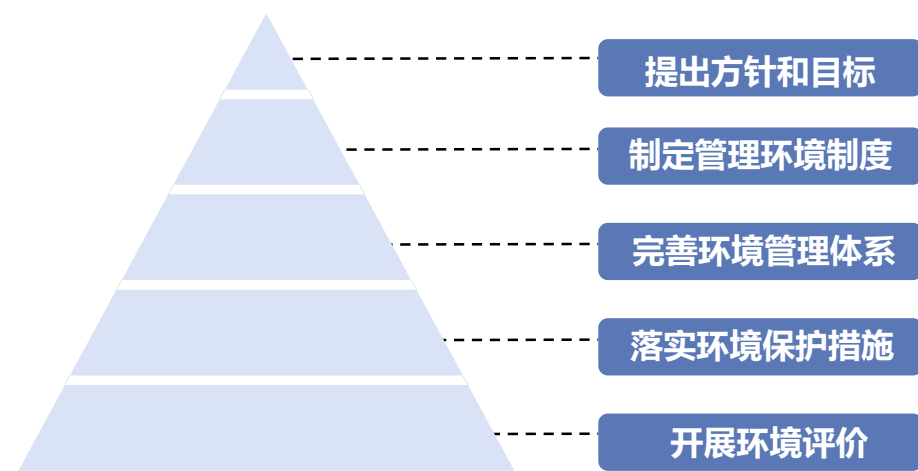 提出方针和目标
制定管理环境制度
完善环境管理体系
落实环境保护措施
开展环境评价